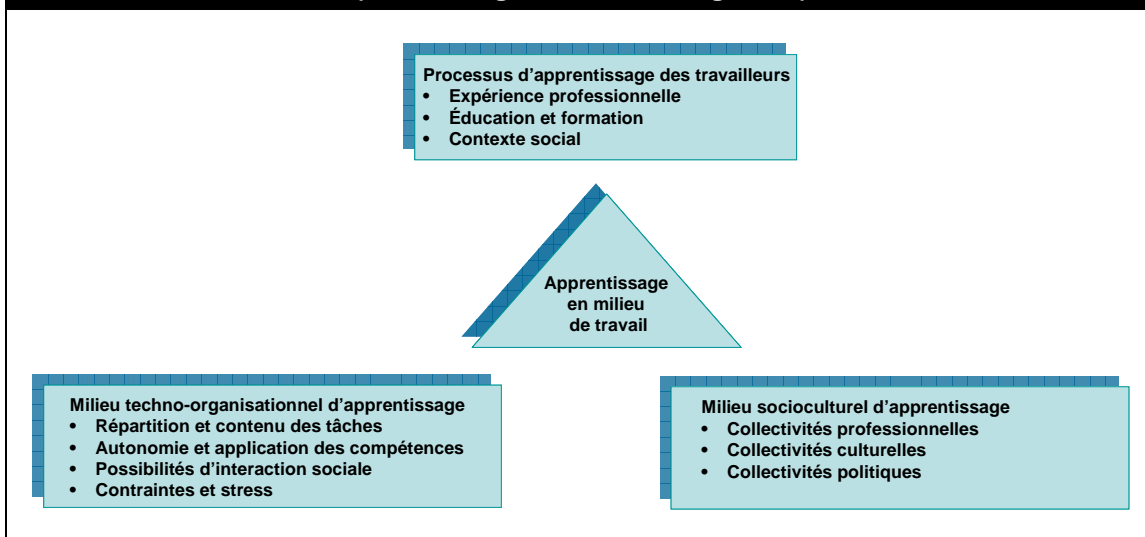 Processus d'apprentissage des travailleurs
• Expérience professionnelle
• Éducation et formation
• Contexte social
Apprentissage
en milieu
de travail
Milieu techno-organisationnel d'apprentissage
• Répartition et contenu des tâches
• Autonomie et application des compétences
• Possibilités d'interaction sociale
• Contraintes et stress
Milieu socioculturel d'apprentissage
• Collectivités professionnelles
• Collectivités culturelles
• Collectivités politiques